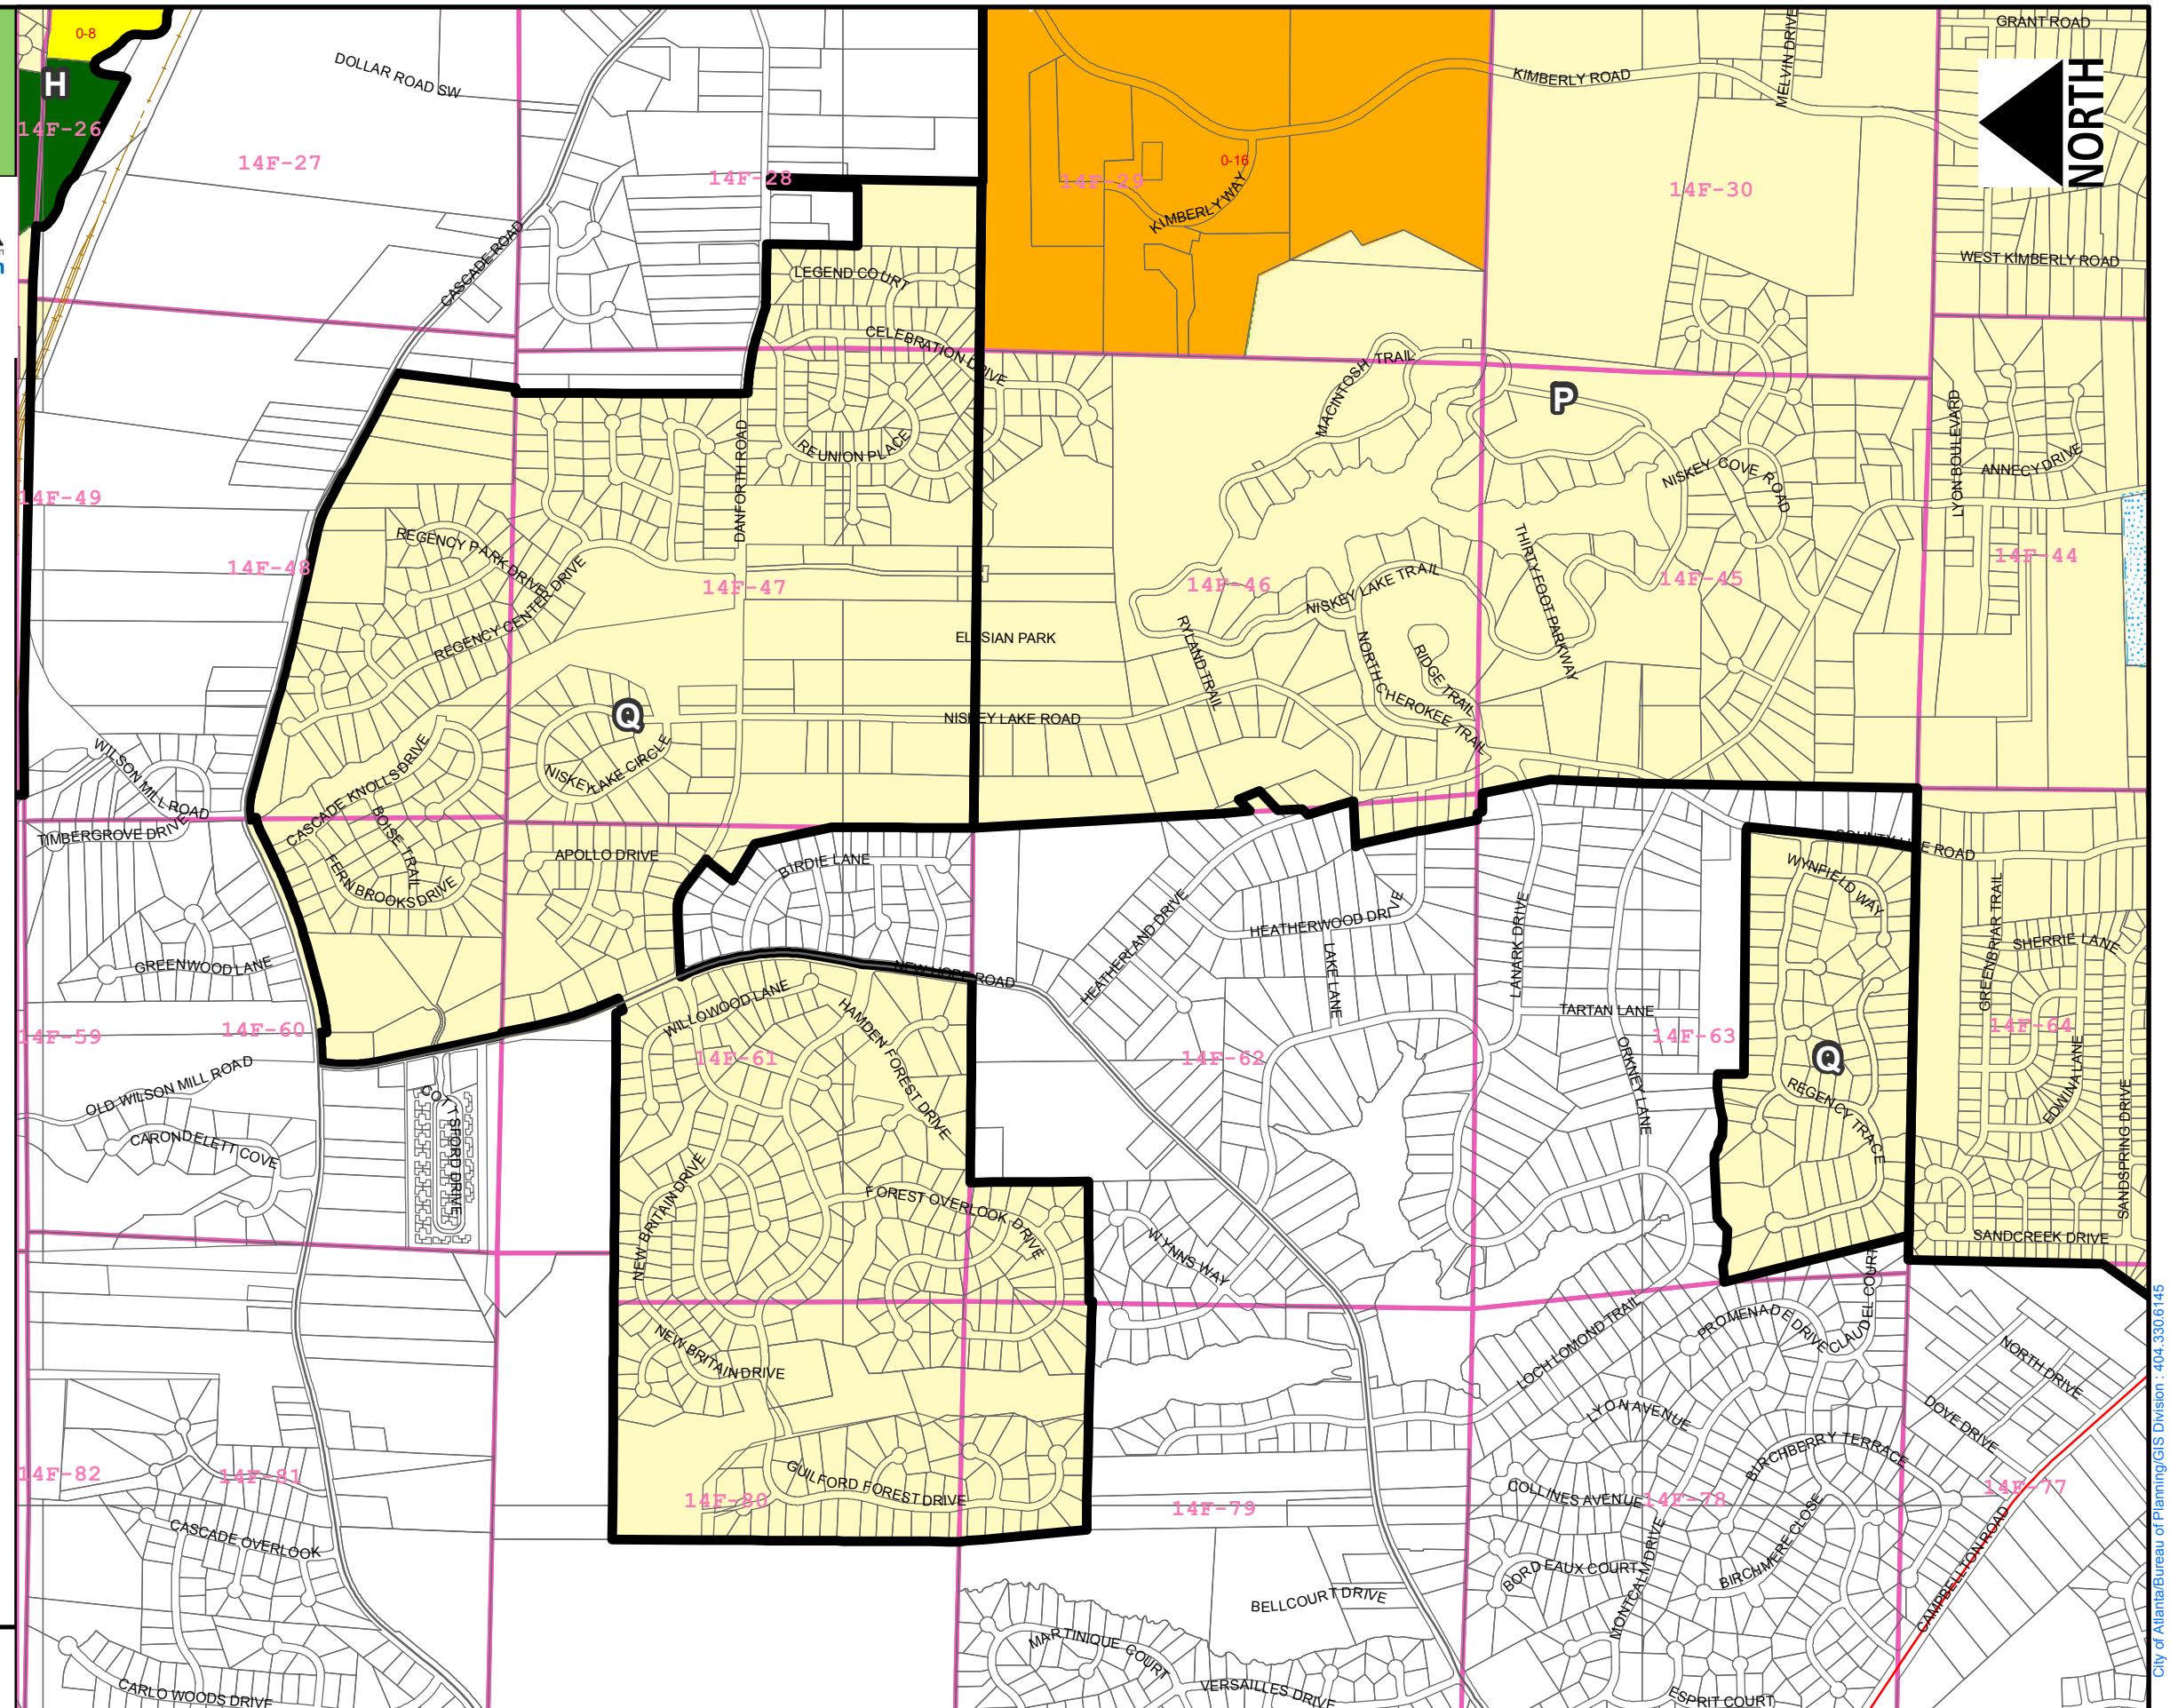 GRANT ROAD
0-8
DOLLAR ROAD SW
KIMBERLY ROAD
MELVIN DRIVE
H
NORTH
14F-26
14F-27
14F-28
14F-29
0-16
14F-30
KIMBERLY WAY
CASCADE ROAD
LEGEND COURT
WEST KIMBERLY ROAD
CELEBRATION DRIVE
MACINTOSH TRAIL
P
DANFORTH ROAD
REUNION PLACE
LYON BOULEVARD
ANNECY DRIVE
NISKEY COVE ROAD
14F-49
14F-48
REGENCY PARK DRIVE
REGENCY CENTER DRIVE
14F-47
14F-46
NISKEY LAKE TRAIL
THIRTY FOOT PARKWAY
14F-45
14F-44
ELYSIAN PARK
RYLAND TRAIL
NORTH CHEROKEE TRAIL
RIDGE TRAIL
Q
NISKEY LAKE ROAD
NISKEY LAKE CIRCLE
WILSON MILL ROAD
CASCADE KNOLLS DRIVE
TIMBERGROVE DRIVE
BOISE TRAIL
FERN BROOKS DRIVE
APOLLO DRIVE
BIRDIE LANE
COUNTY LINE ROAD
WYNFIELD WAY
HEATHERLAND DRIVE
HEATHERWOOD DRIVE
LAKE LANE
LANARK DRIVE
GREENBRIAR TRAIL
SHERRIE LANE
GREENWOOD LANE
NEW HOPE ROAD
WILLOWOOD LANE
HAMDEN FOREST DRIVE
TARTAN LANE
14F-59
14F-60
14F-61
14F-62
14F-63
ORKNEY LANE
Q
14F-64
EDWINA LANE
OLD WILSON MILL ROAD
COTTSFORD DRIVE
REGENCY TRACE
SANDSPRING DRIVE
CARONDELETT COVE
NEW BRITAIN DRIVE
FOREST OVERLOOK DRIVE
WYNNS WAY
SANDCREEK DRIVE
CLAUDEL COURT
PROMENADE DRIVE
LOCH LOMOND TRAIL
NEW BRITAIN DRIVE
NORTH DRIVE
LYON AVENUE
DOVE DRIVE
BIRCHBERRY TERRACE
14F-82
14F-81
14F-80
GUILFORD FOREST DRIVE
14F-79
COLLINES AVENUE
14F-78
14F-77
CASCADE OVERLOOK
MONTCALM DRIVE
BIRCHMERE CLOSE
CAMPBELLTON ROAD
BORDEAUX COURT
BELLCOURT DRIVE
MARTINIQUE COURT
VERSAILLES DRIVE
ESPRIT COURT
CARLO WOODS DRIVE
City of Atlanta/Bureau of Planning/GIS Division : 404.330.6145